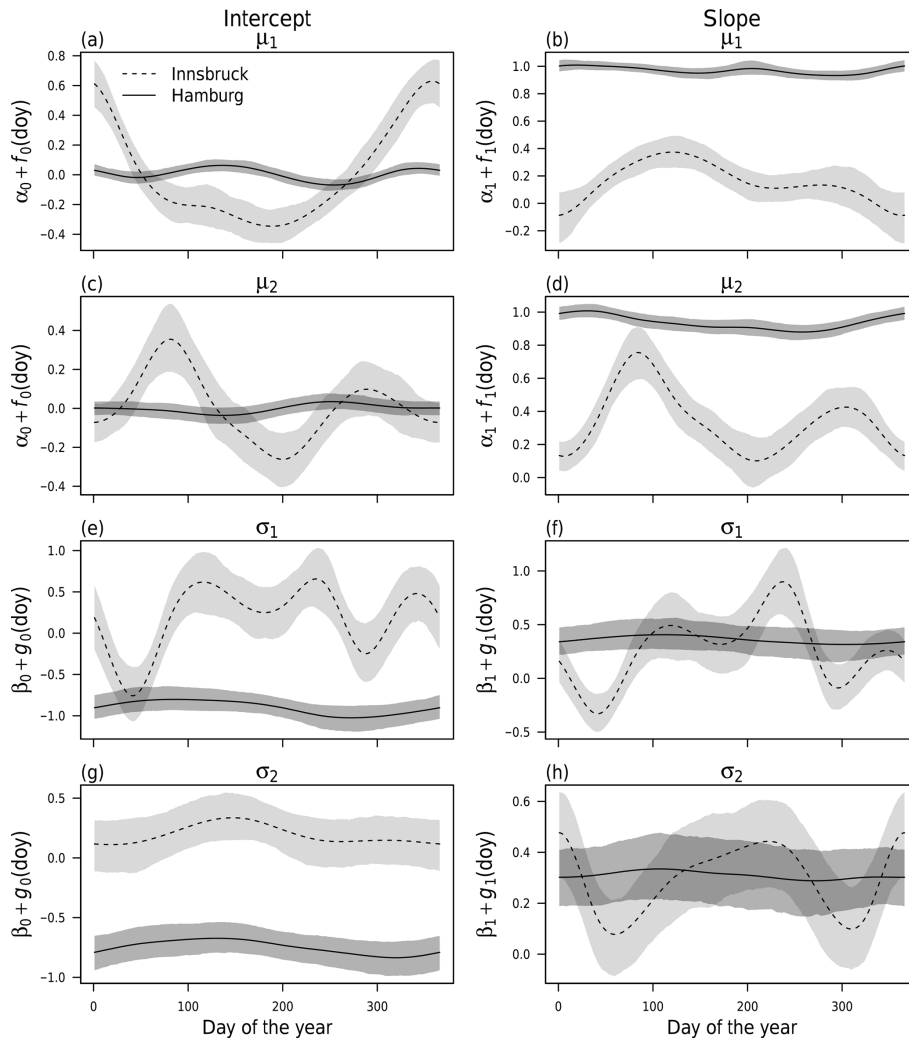 Intercept
Slope
(a)
μ1
(b)
μ1
0.8
0.6
0.4
0.2
0.0
−0.2
−0.4
α0 + f0(doy)
Innsbruck
Hamburg
1.0
0.8
0.6
0.4
0.2
0.0
−0.2
α1 + f1(doy)
(c)
μ2
(d)
μ2
0.4
0.2
0.0
−0.2
−0.4
α0 + f0(doy)
1.0
0.8
0.6
0.4
0.2
0.0
α1 + f1(doy)
(e)
σ1
(f)
σ1
1.0
0.5
0.0
−0.5
−1.0
β0 + g0(doy)
1.0
0.5
0.0
−0.5
β1 + g1(doy)
(g)
σ2
(h)
σ2
0.5
0.0
−0.5
−1.0
β0 + g0(doy)
0.6
0.4
0.2
0.0
β1 + g1(doy)
0 100 200 300
0 100 200 300
Day of the year
Day of the year